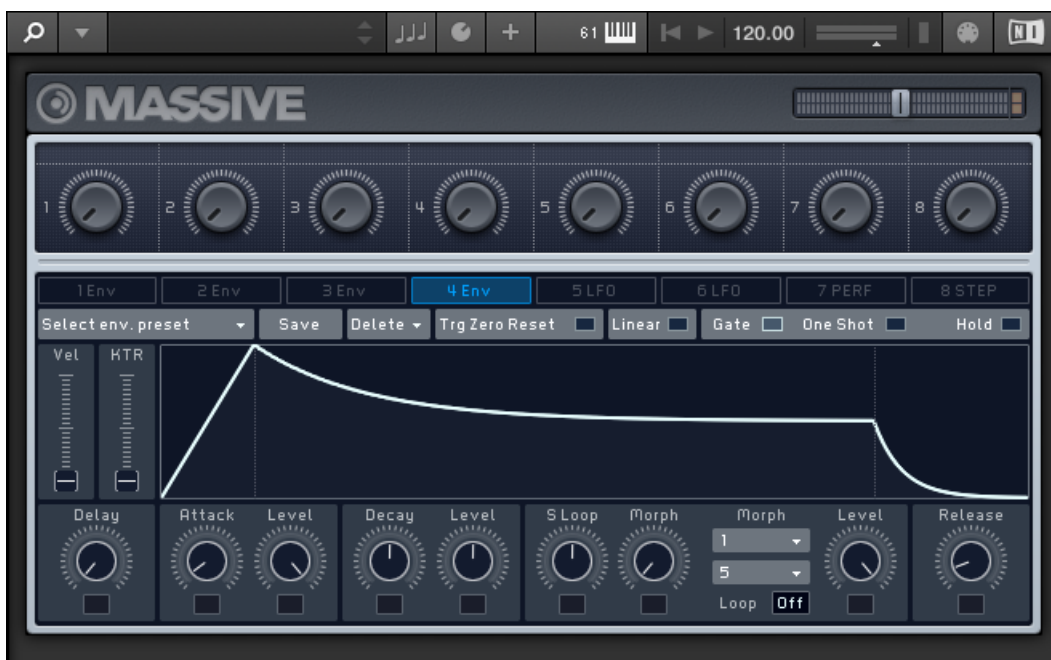 61 120.00 NI
MASSIVE
1 2 3 4 5 6 7 8
1 Env 2 Env 3 Env 4 Env 5 LFO 6 LFO 7 PERF 8 STEP
Select env. preset Save Delete Trg Zero Reset Linear Gate One Shot Hold
Vel KTR
Delay Attack Level Decay Level S Loop Morph Morph Level Release
1
5
Loop Off